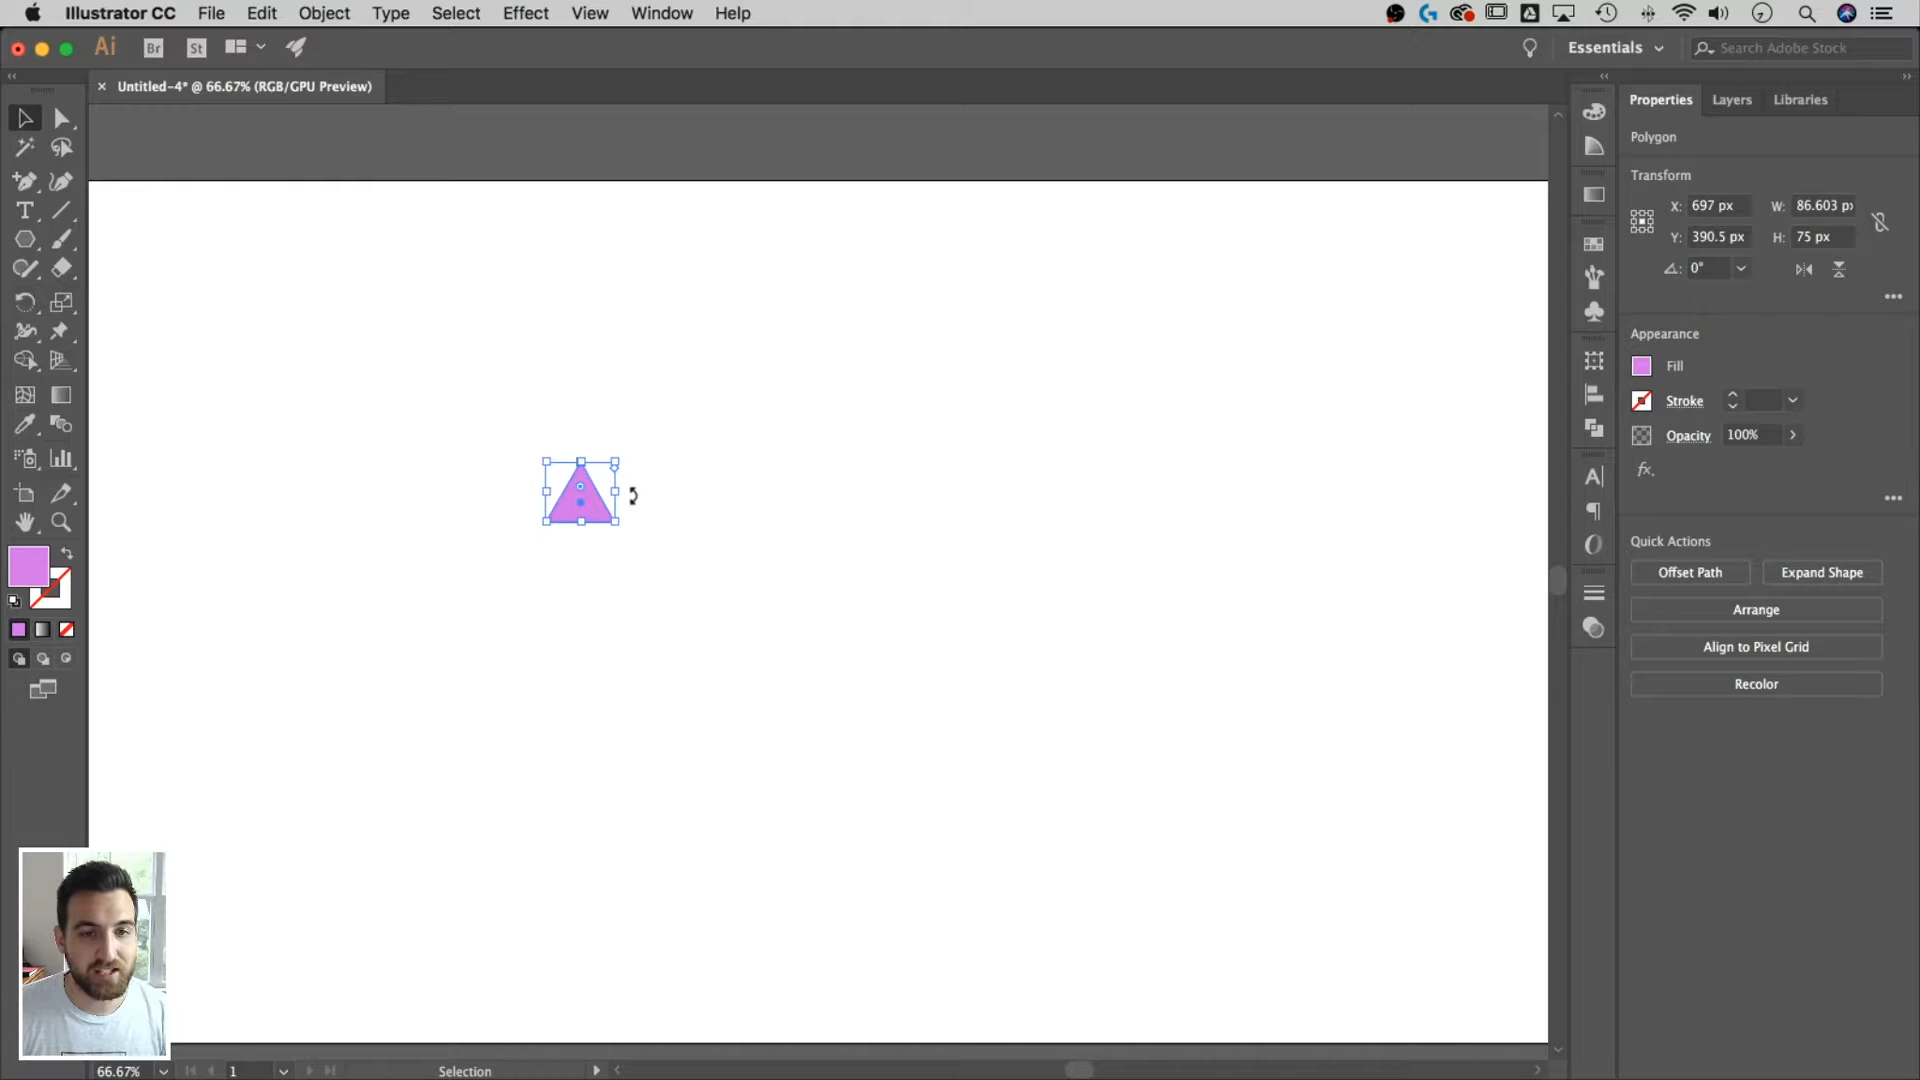 Illustrator CC File Edit Object Type Select Effect View Window Help
Ai Br St Essentials Search Adobe Stock
× Untitled-4* @ 66.67% (RGB/GPU Preview)
Properties Layers Libraries
Polygon
Transform
X: 697 px W: 86.603 px
Y: 390.5 px H: 75 px
0°
Appearance
Fill
Stroke
Opacity 100%
fx.
Quick Actions
Offset Path Expand Shape
Arrange
Align to Pixel Grid
Recolor
66.67% 1 Selection